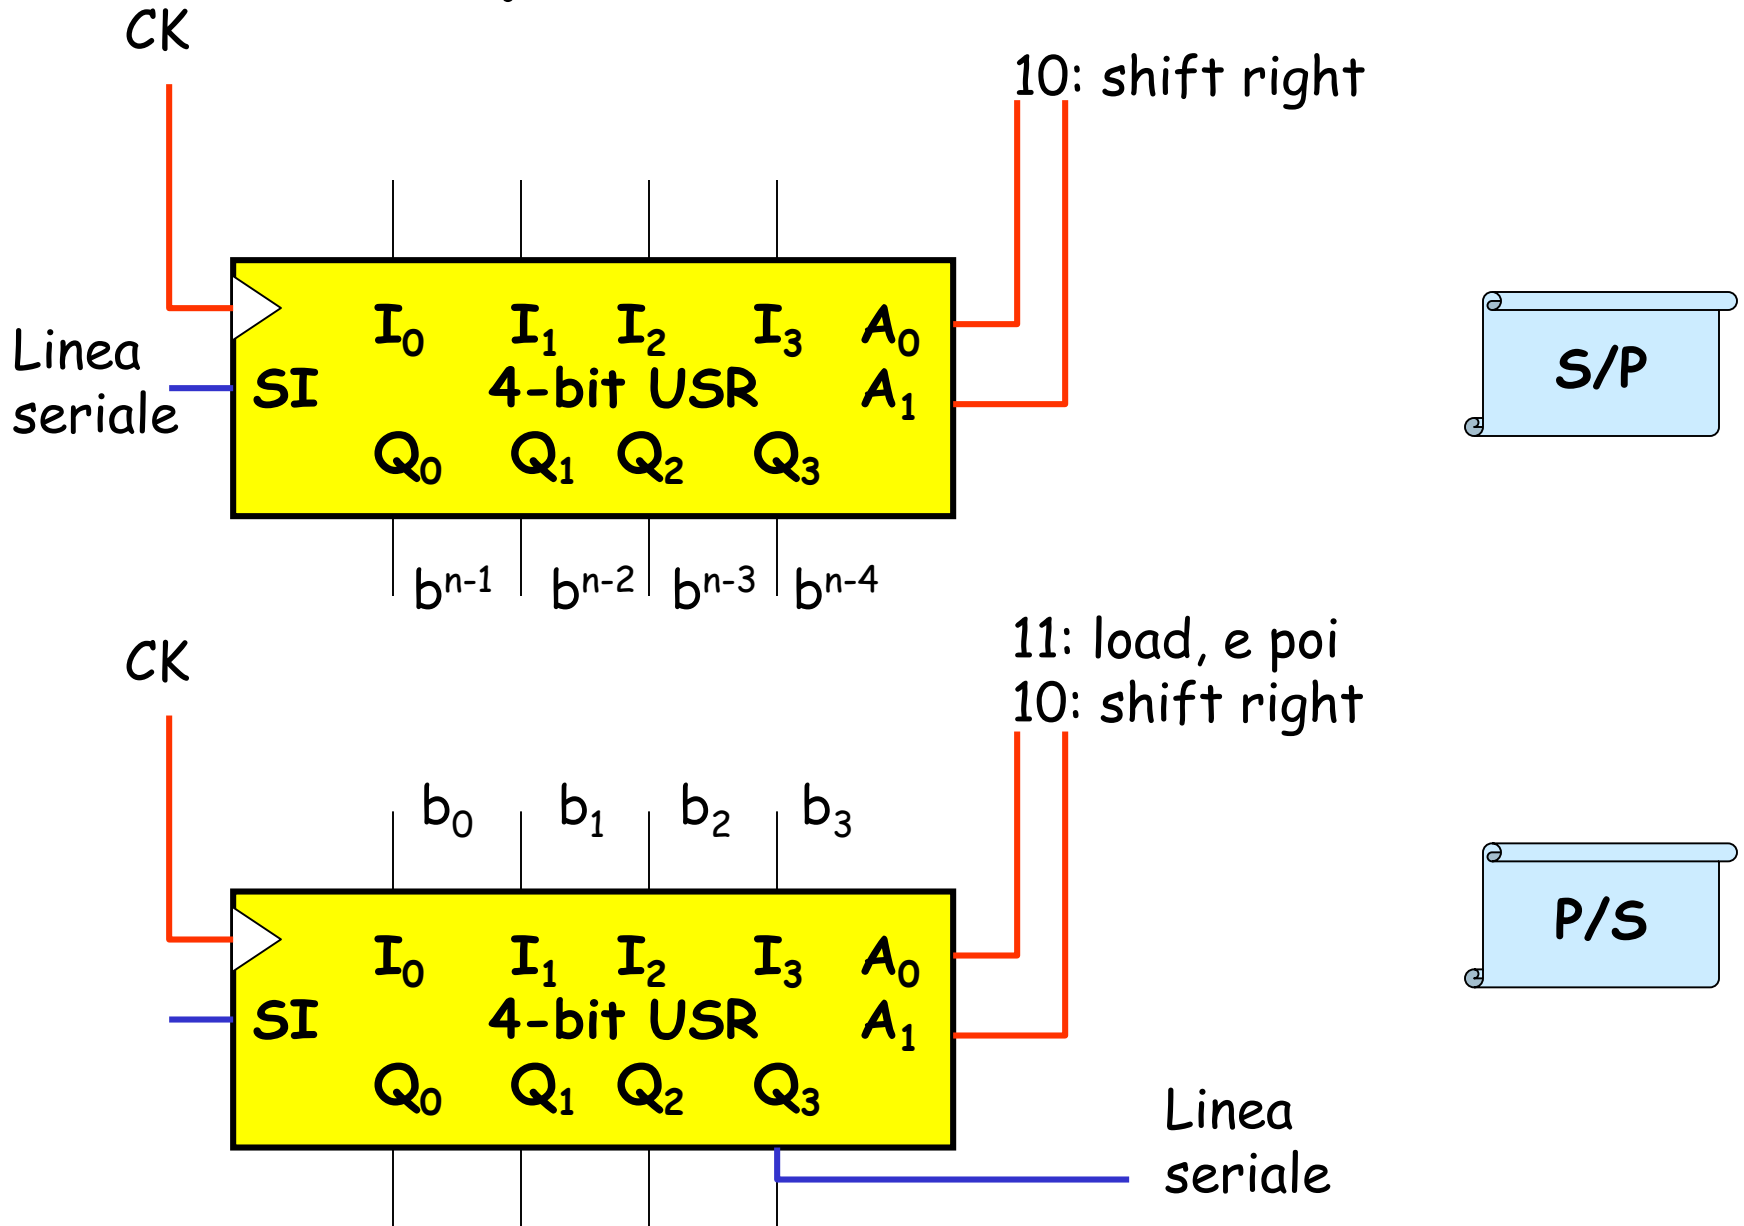 CK
10: shift right
I0 I1 I2 I3 A0
Linea
seriale
SI 4-bit USR A1
Q0 Q1 Q2 Q3
S/P
bn-1 bn-2 bn-3 bn-4
CK
11: load, e poi
10: shift right
b0 b1 b2 b3
I0 I1 I2 I3 A0
SI 4-bit USR A1
Q0 Q1 Q2 Q3
P/S
Linea
seriale